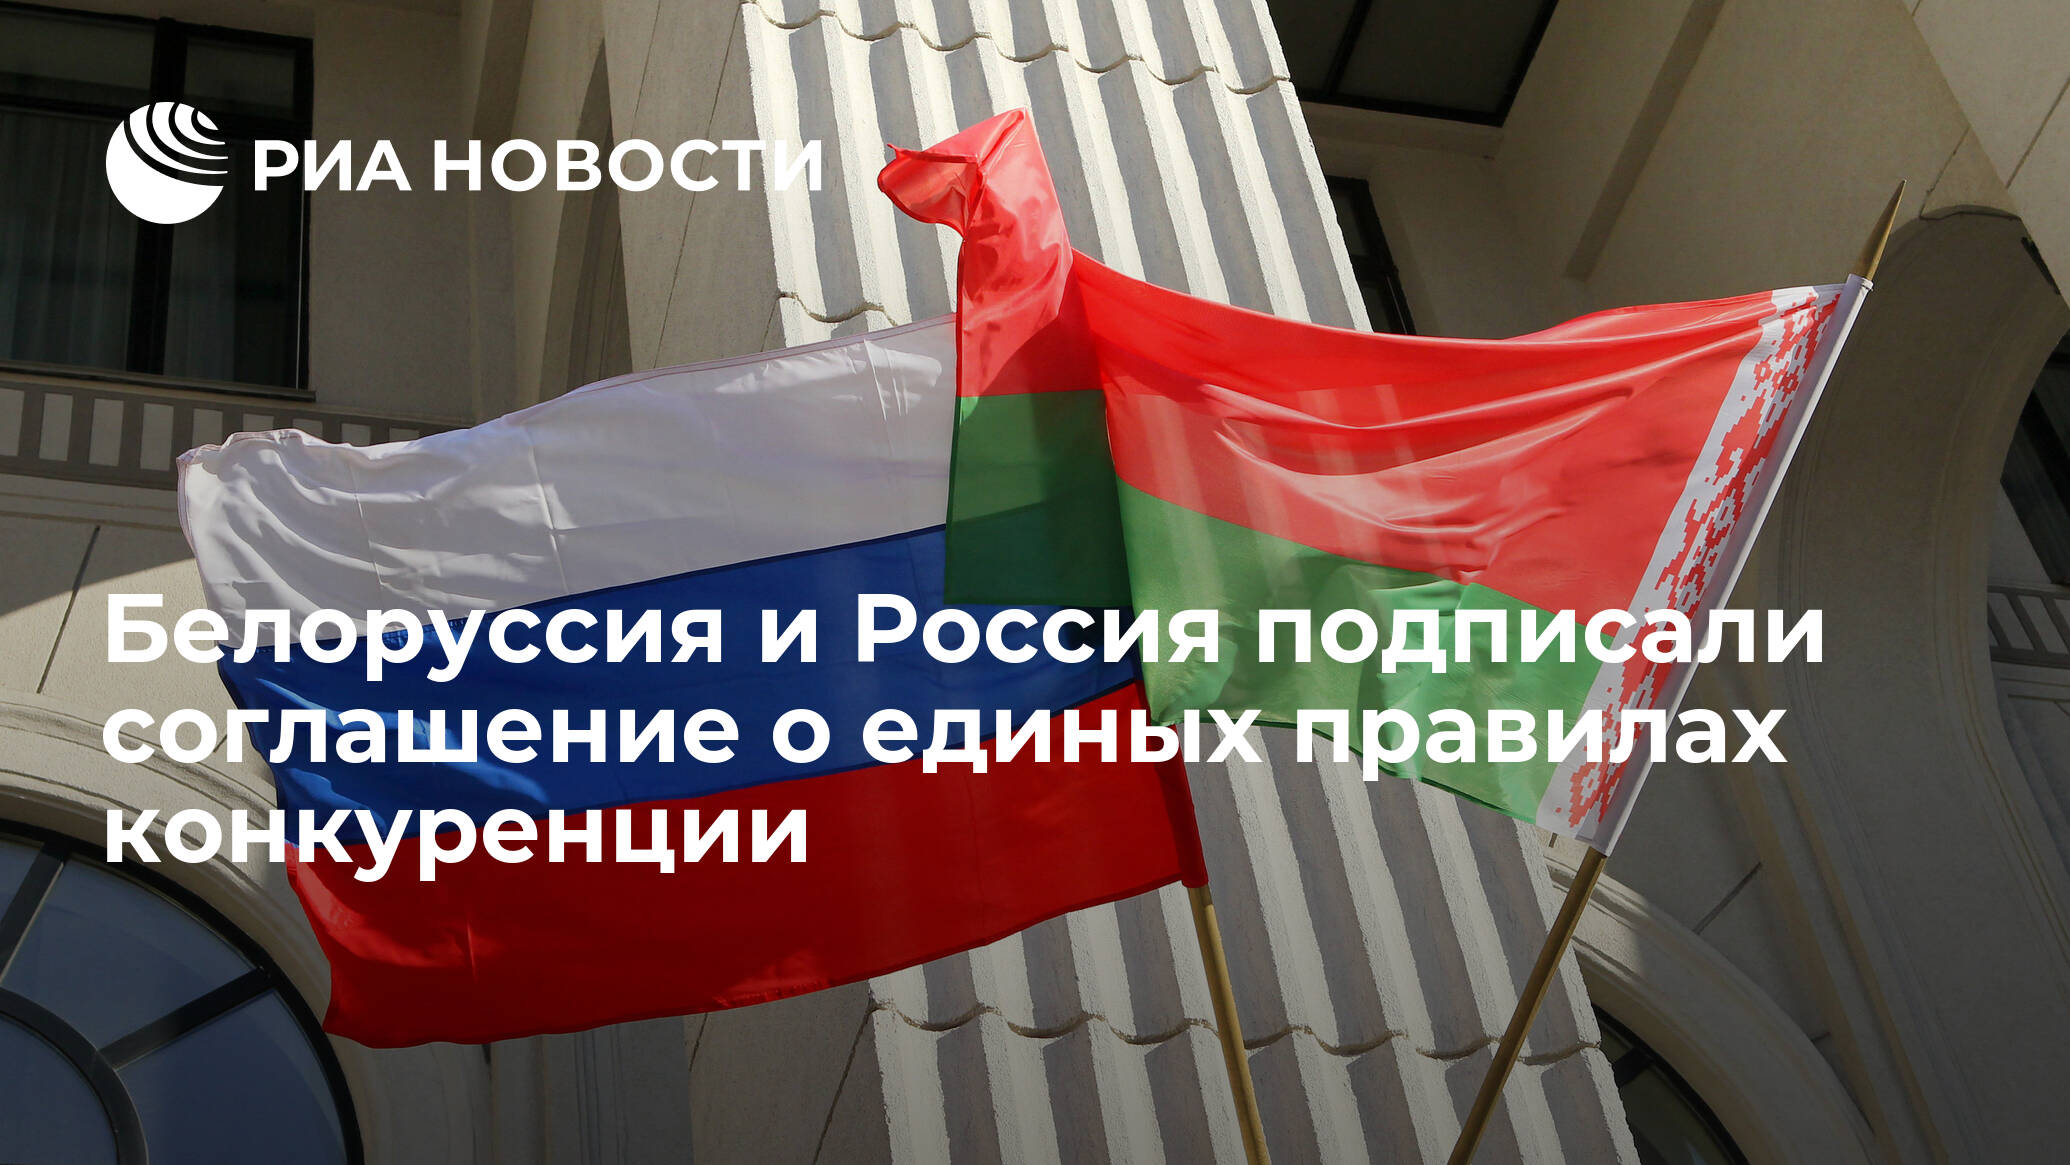 РИА НОВОСТИ
Белоруссия и Россия подписали
соглашение о единых правилах
конкуренции